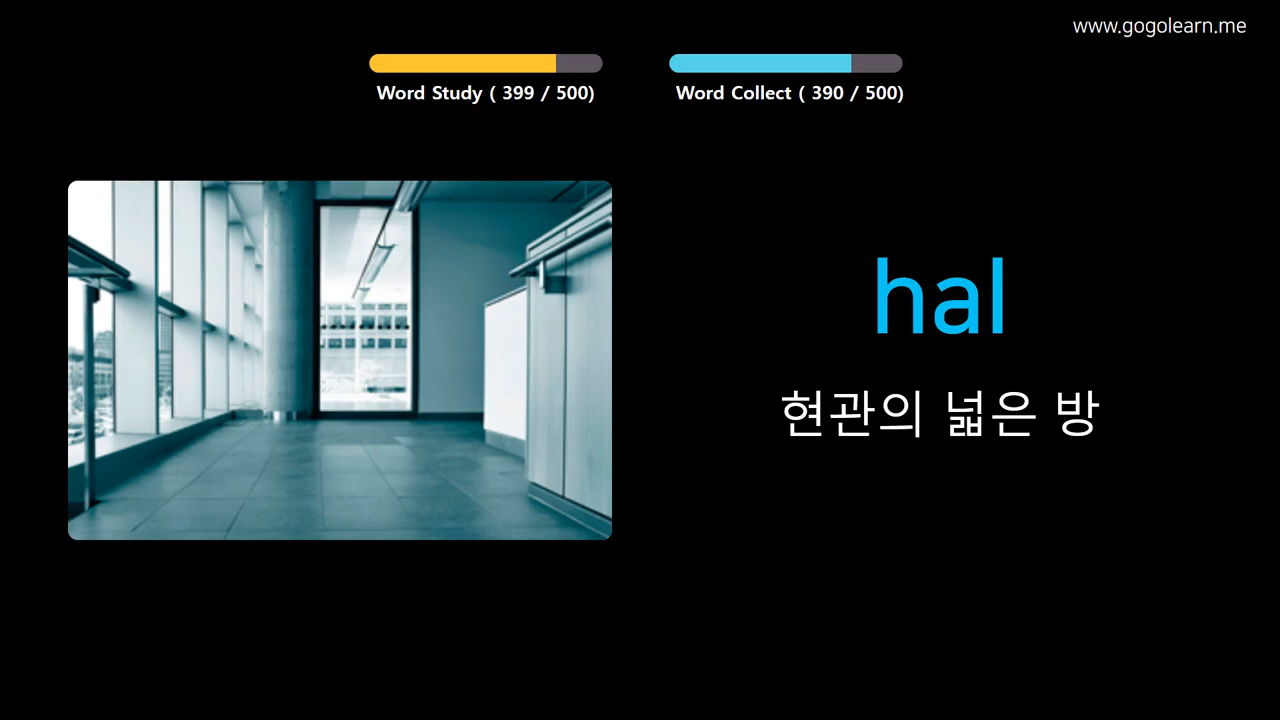 www.gogolearn.me
Word Study ( 399 / 500)
Word Collect ( 390 / 500)
hal
현관의 넓은 방